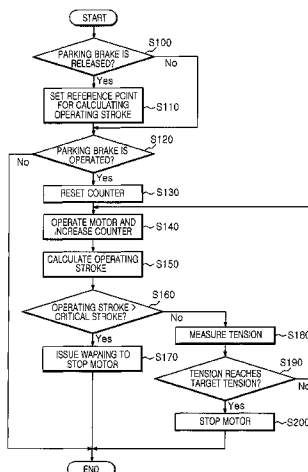 START
S100
PARKING BRAKE IS
RELEASED?
No
Yes
SET REFERENCE POINT
FOR CALCULATING
OPERATING STROKE
S110
S120
PARKING BRAKE IS
OPERATED?
No
Yes
RESET COUNTER
S130
OPERATE MOTOR AND
INCREASE COUNTER
S140
CALCULATE OPERATING
STROKE
S150
S160
OPERATING STROKE >
CRITICAL STROKE?
No
Yes
MEASURE TENSION
S180
ISSUE WARNING TO
STOP MOTOR
S170
S190
TENSION REACHES
TARGET TENSION?
No
Yes
STOP MOTOR
S200
END